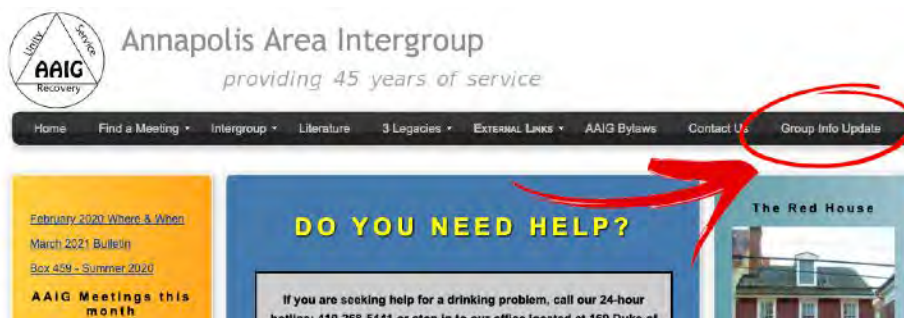 Unity
Service
AAIG
Recovery
Annapolis Area Intergroup
providing 45 years of service
Home Find a Meeting Intergroup Literature 3 Legacies EXTERNAL LINKS AAIG Bylaws Contact Us Group Info Update
February 2020 Where & When
March 2021 Bulletin
Box 459 - Summer 2020
AAIG Meetings this
month
DO YOU NEED HELP?
If you are seeking help for a drinking problem, call our 24-hour
The Red House